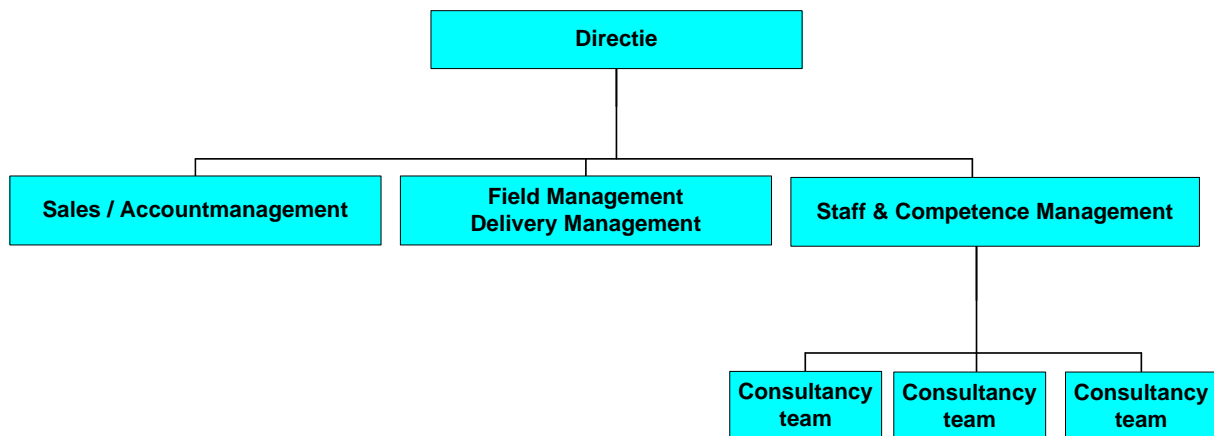 Directie
Sales / Accountmanagement
Field Management
Delivery Management
Staff & Competence Management
Consultancy
team
Consultancy
team
Consultancy
team